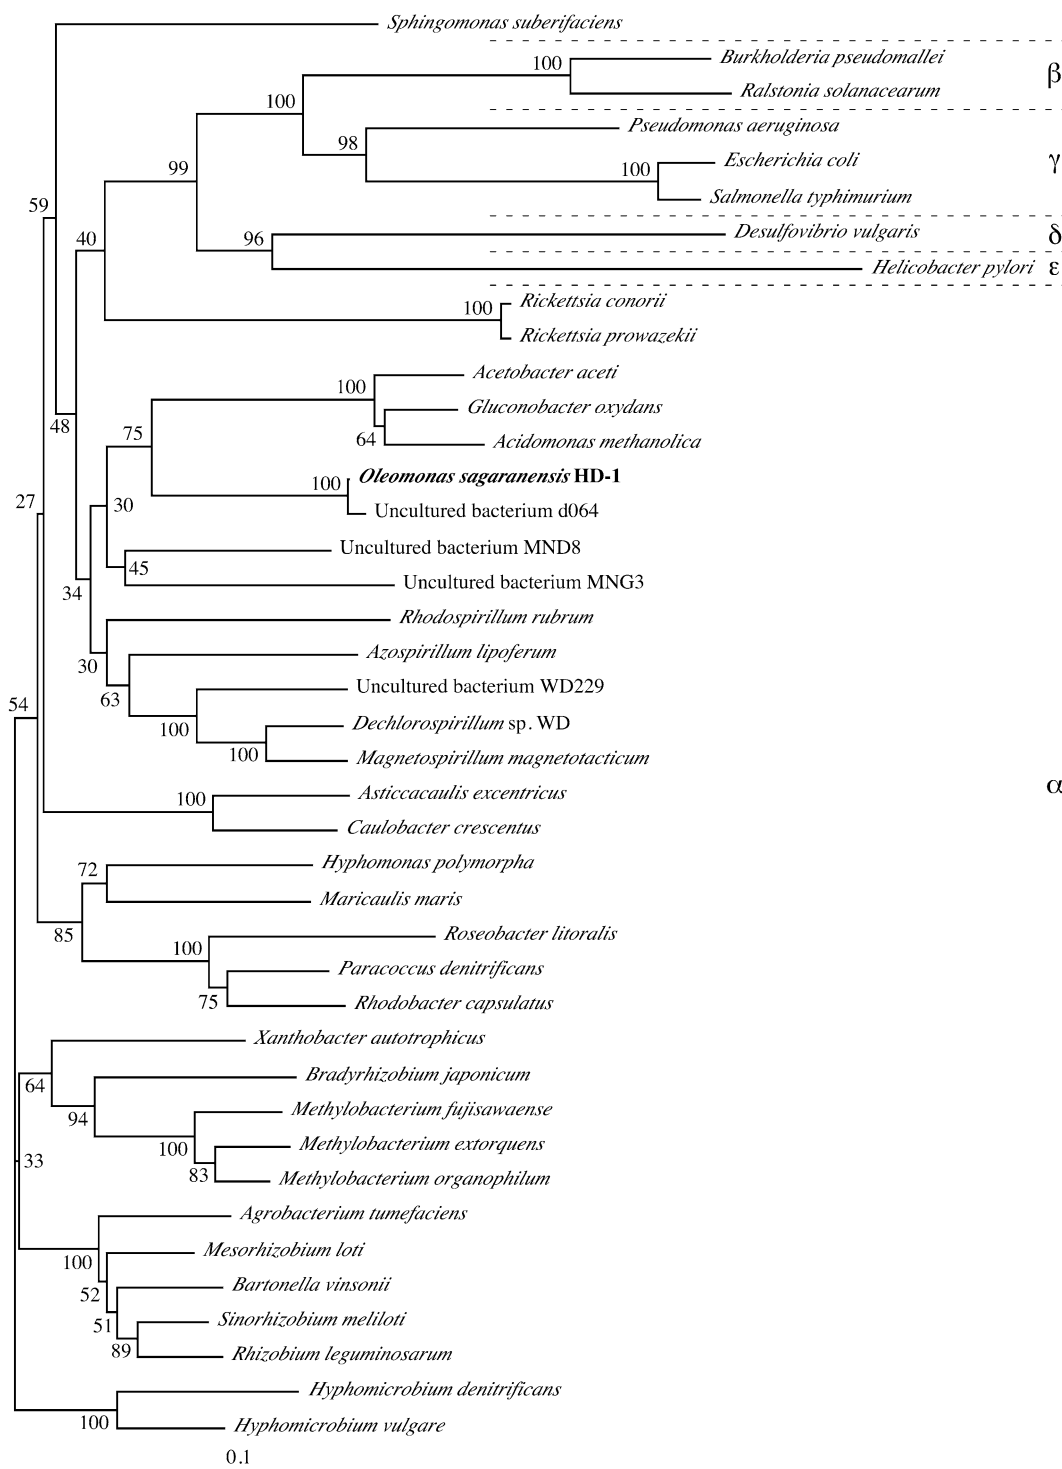 Sphingomonas suberifaciens
Burkholderia pseudomallei
100
β
Ralstonia solanacearum
100
Pseudomonas aeruginosa
98
Escherichia coli
γ
99
100
Salmonella typhimurium
59
Desulfovibrio vulgaris
δ
40
96
Helicobacter pylori ε
Rickettsia conorii
100
Rickettsia prowazekii
Acetobacter aceti
100
Gluconobacter oxydans
48
75
64
Acidomonas methanolica
Oleomonas sagaranensis HD-1
100
27
30
Uncultured bacterium d064
Uncultured bacterium MND8
45
Uncultured bacterium MNG3
34
Rhodospirillum rubrum
Azospirillum lipoferum
30
Uncultured bacterium WD229
63
54
Dechlorospirillum sp. WD
100
100
Magnetospirillum magnetotacticum
α
Asticcacaulis excentricus
100
Caulobacter crescentus
Hyphomonas polymorpha
72
Maricaulis maris
85
Roseobacter litoralis
100
Paracoccus denitrificans
75
Rhodobacter capsulatus
Xanthobacter autotrophicus
Bradyrhizobium japonicum
64
94
Methylobacterium fujisawaense
100
Methylobacterium extorquens
33
83
Methylobacterium organophilum
Agrobacterium tumefaciens
Mesorhizobium loti
100
Bartonella vinsonii
52
Sinorhizobium meliloti
51
89
Rhizobium leguminosarum
Hyphomicrobium denitrificans
100
Hyphomicrobium vulgare
0.1